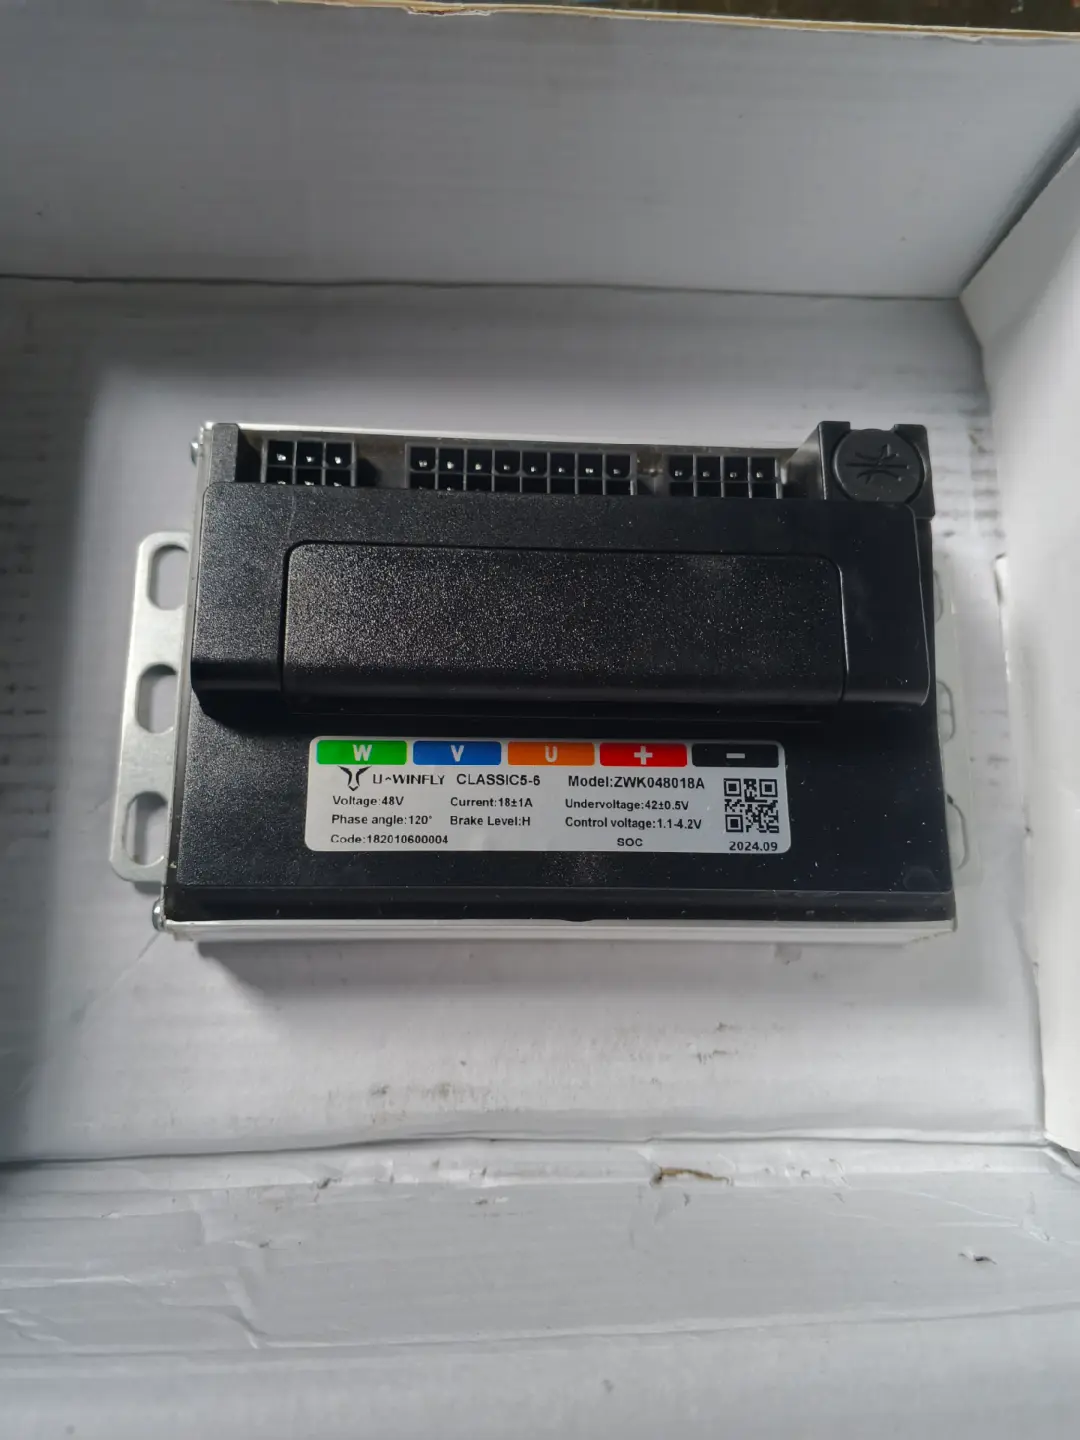 W V U + −
U~WINFLY CLASSIC5-6 Model:ZWK048018A
Voltage:48V Current:18±1A Undervoltage:42±0.5V
Phase angle:120° Brake Level:H Control voltage:1.1-4.2V
Code:182010600004 SOC 2024.09